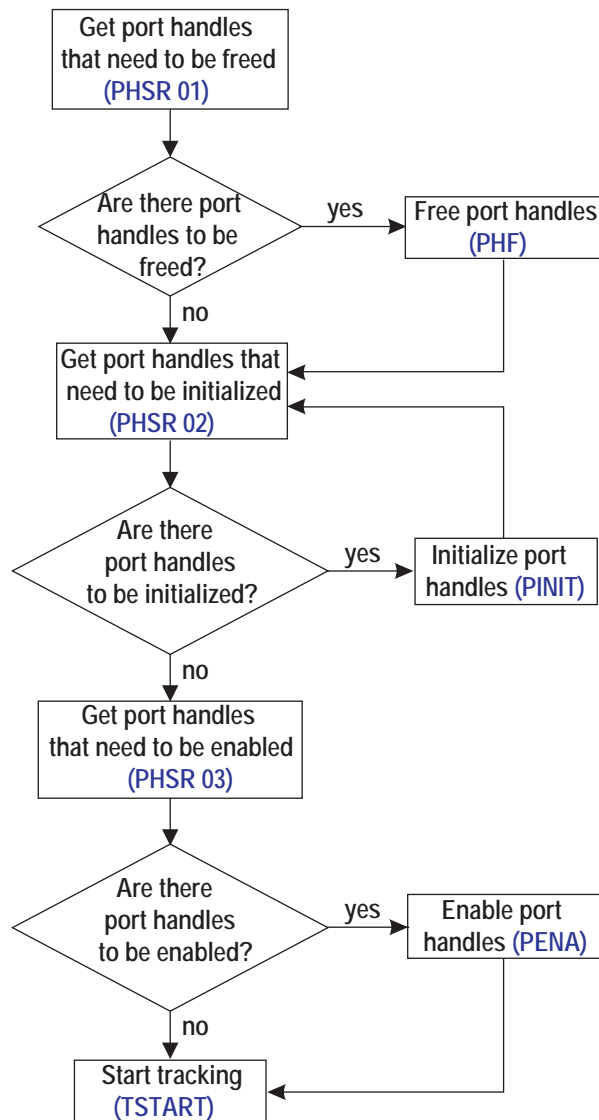 Get port handles
that need to be freed
(PHSR 01)
Are there port
handles to be
freed?
yes
Free port handles
(PHF)
no
Get port handles that
need to be initialized
(PHSR 02)
Are there
port handles
to be initialized?
yes
Initialize port
handles (PINIT)
no
Get port handles
that need to be enabled
(PHSR 03)
Are there
port handles
to be enabled?
yes
Enable port
handles (PENA)
no
Start tracking
(TSTART)